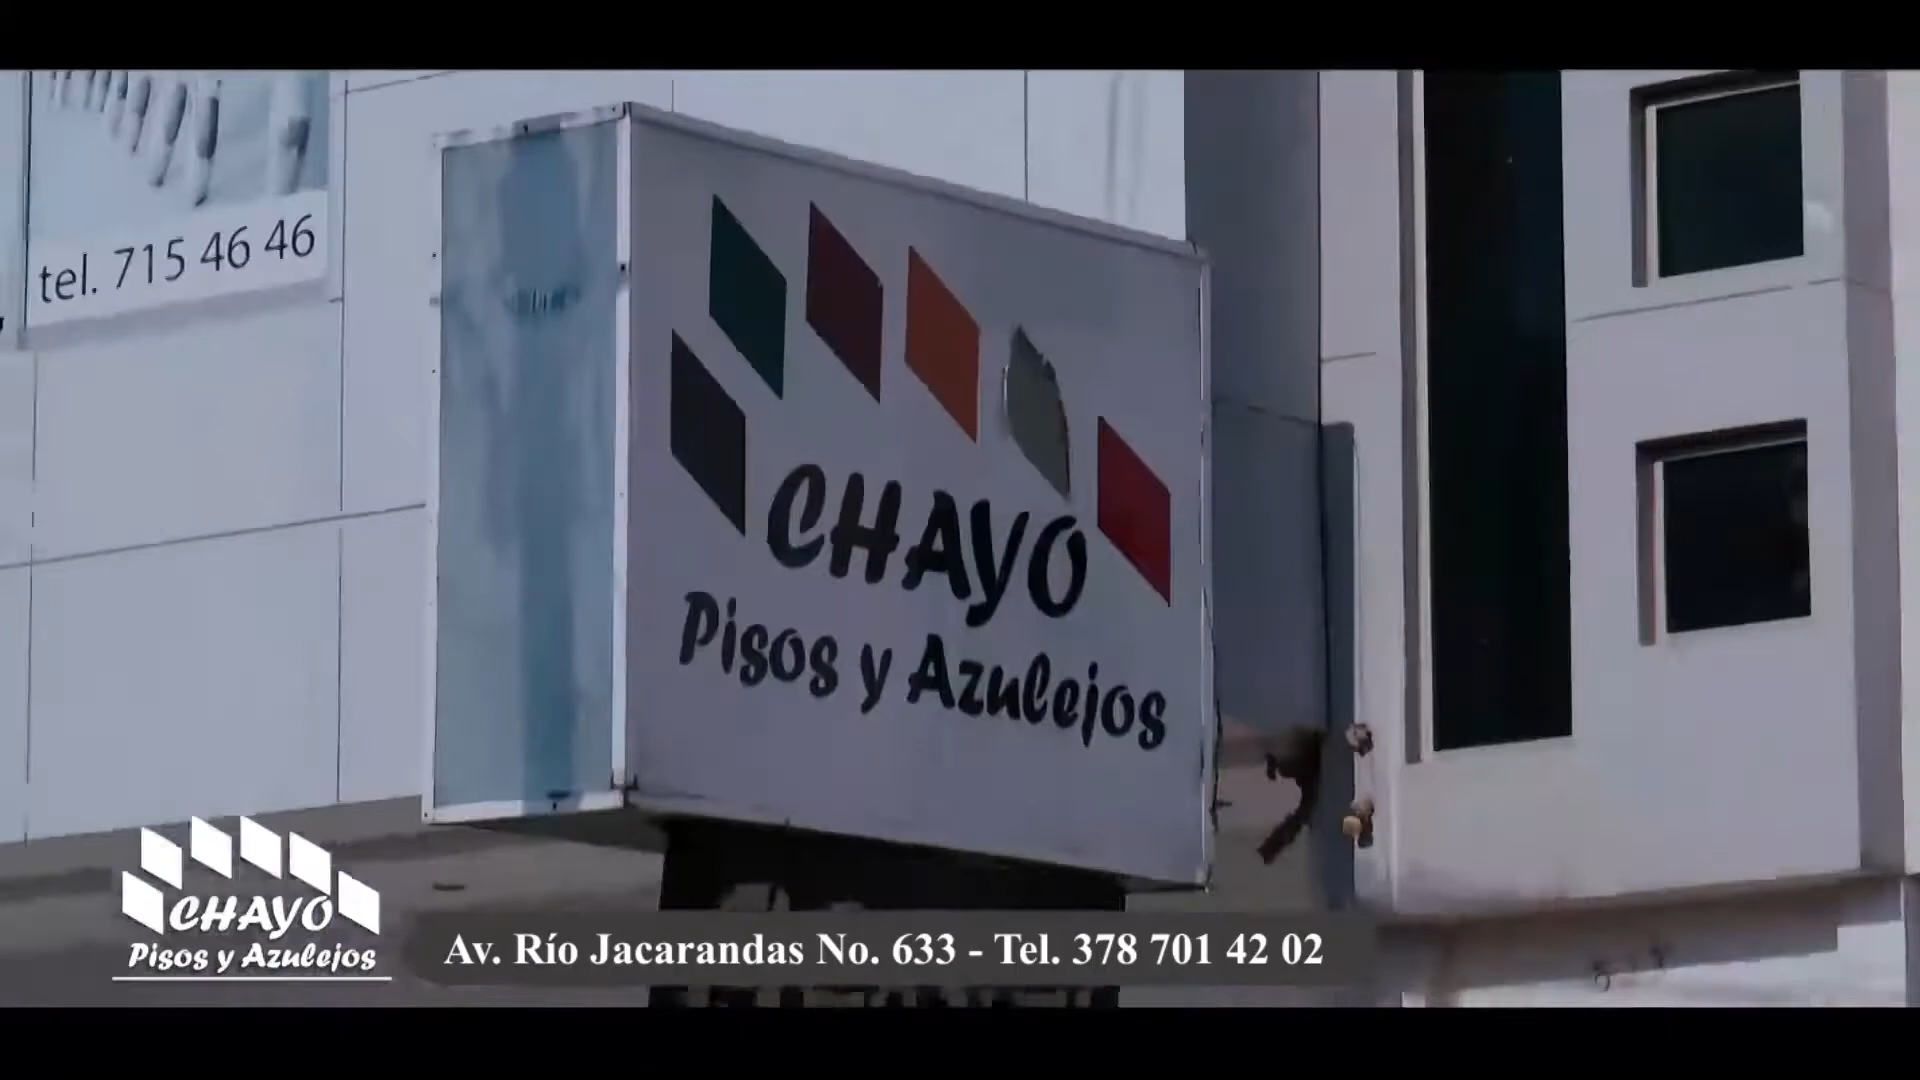 tel. 715 46 46
CHAYO
Pisos y Azulejos
CHAYO
Pisos y Azulejos
Av. Río Jacarandas No. 633 - Tel. 378 701 42 02